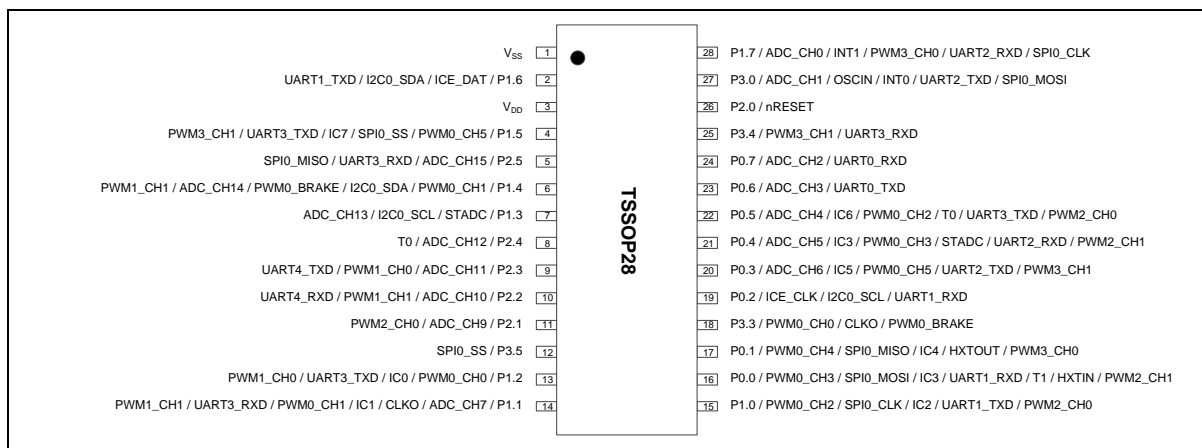 V_SS 1
UART1_TXD / I2C0_SDA / ICE_DAT / P1.6 2
V_DD 3
PWM3_CH1 / UART3_TXD / IC7 / SPI0_SS / PWM0_CH5 / P1.5 4
SPI0_MISO / UART3_RXD / ADC_CH15 / P2.5 5
PWM1_CH1 / ADC_CH14 / PWM0_BRAKE / I2C0_SDA / PWM0_CH1 / P1.4 6
ADC_CH13 / I2C0_SCL / STADC / P1.3 7
T0 / ADC_CH12 / P2.4 8
UART4_TXD / PWM1_CH0 / ADC_CH11 / P2.3 9
UART4_RXD / PWM1_CH1 / ADC_CH10 / P2.2 10
PWM2_CH0 / ADC_CH9 / P2.1 11
SPI0_SS / P3.5 12
PWM1_CH0 / UART3_TXD / IC0 / PWM0_CH0 / P1.2 13
PWM1_CH1 / UART3_RXD / PWM0_CH1 / IC1 / CLKO / ADC_CH7 / P1.1 14
TSSOP28
28 P1.7 / ADC_CH0 / INT1 / PWM3_CH0 / UART2_RXD / SPI0_CLK
27 P3.0 / ADC_CH1 / OSCIN / INT0 / UART2_TXD / SPI0_MOSI
26 P2.0 / nRESET
25 P3.4 / PWM3_CH1 / UART3_RXD
24 P0.7 / ADC_CH2 / UART0_RXD
23 P0.6 / ADC_CH3 / UART0_TXD
22 P0.5 / ADC_CH4 / IC6 / PWM0_CH2 / T0 / UART3_TXD / PWM2_CH0
21 P0.4 / ADC_CH5 / IC3 / PWM0_CH3 / STADC / UART2_RXD / PWM2_CH1
20 P0.3 / ADC_CH6 / IC5 / PWM0_CH5 / UART2_TXD / PWM3_CH1
19 P0.2 / ICE_CLK / I2C0_SCL / UART1_RXD
18 P3.3 / PWM0_CH0 / CLKO / PWM0_BRAKE
17 P0.1 / PWM0_CH4 / SPI0_MISO / IC4 / HXTOUT / PWM3_CH0
16 P0.0 / PWM0_CH3 / SPI0_MOSI / IC3 / UART1_RXD / T1 / HXTIN / PWM2_CH1
15 P1.0 / PWM0_CH2 / SPI0_CLK / IC2 / UART1_TXD / PWM2_CH0